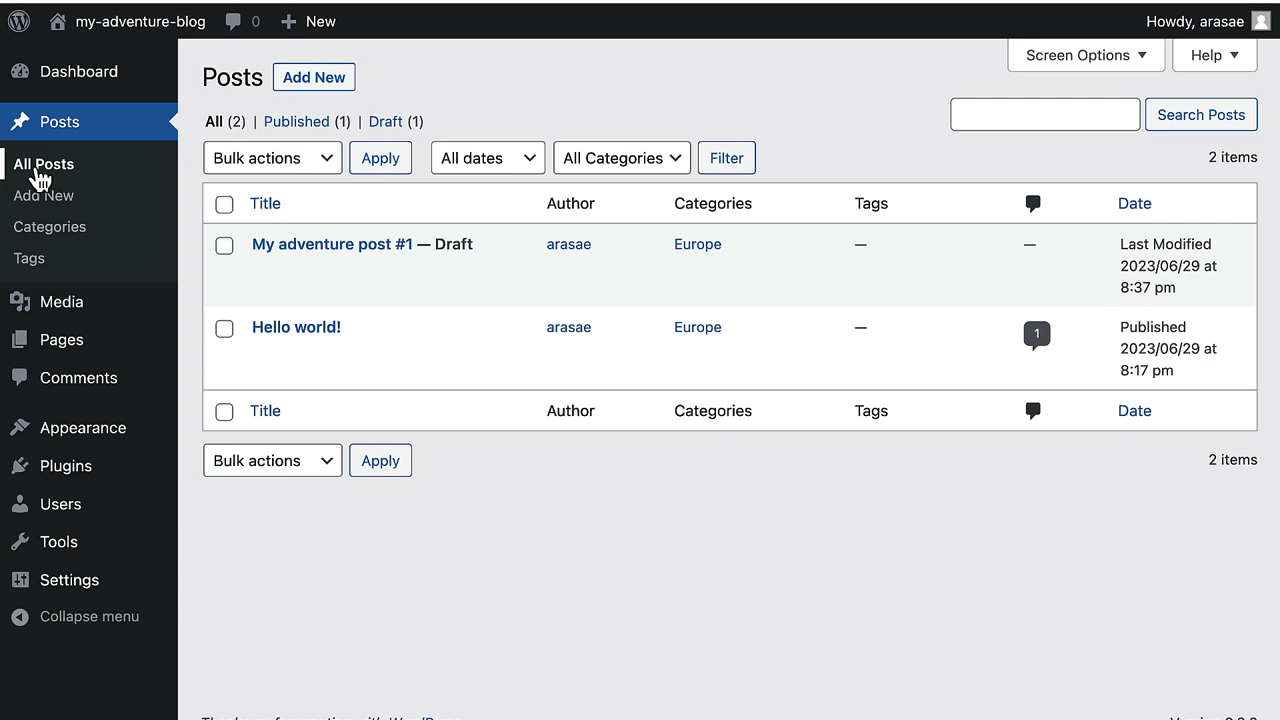 my-adventure-blog 0 New Howdy, arasae
Screen Options Help
Dashboard
Posts
All Posts
Add New
Categories
Tags
Media
Pages
Comments
Appearance
Plugins
Users
Tools
Settings
Collapse menu
Posts Add New
All (2) | Published (1) | Draft (1)
Search Posts
Bulk actions Apply All dates All Categories Filter 2 items
Title Author Categories Tags Date
My adventure post #1 — Draft arasae Europe — — Last Modified
2023/06/29 at
8:37 pm
Hello world! arasae Europe — 1 Published
2023/06/29 at
8:17 pm
Title Author Categories Tags Date
Bulk actions Apply 2 items